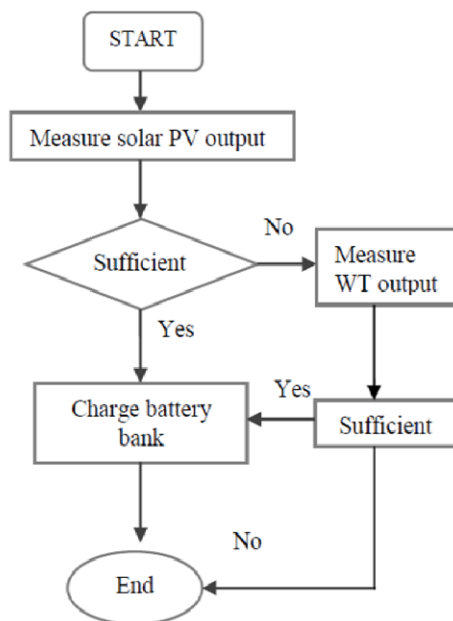 START
Measure solar PV output
Sufficient
No
Measure
WT output
Yes
Charge battery
bank
Yes
Sufficient
No
End